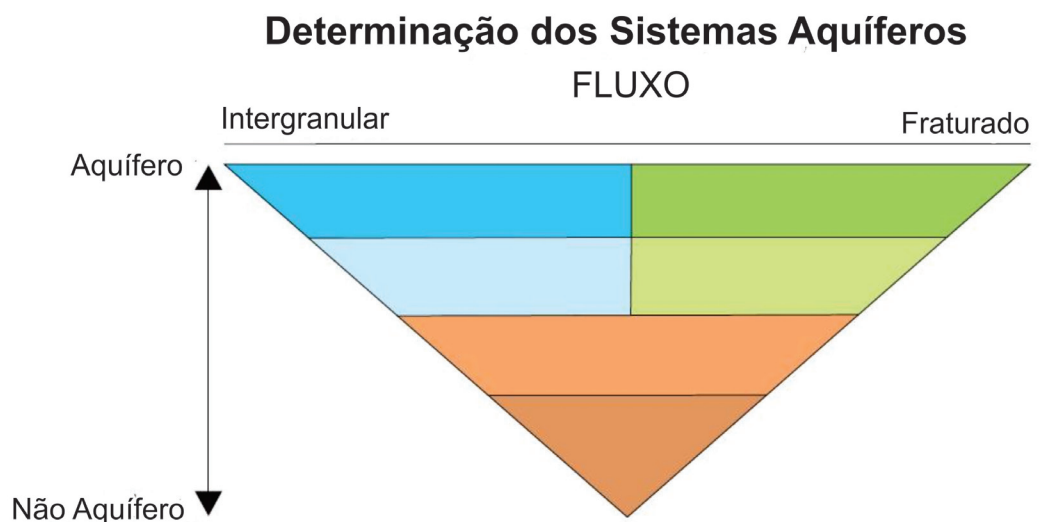 Determinação dos Sistemas Aquíferos
FLUXO
Intergranular
Fraturado
Aquífero
Não Aquífero